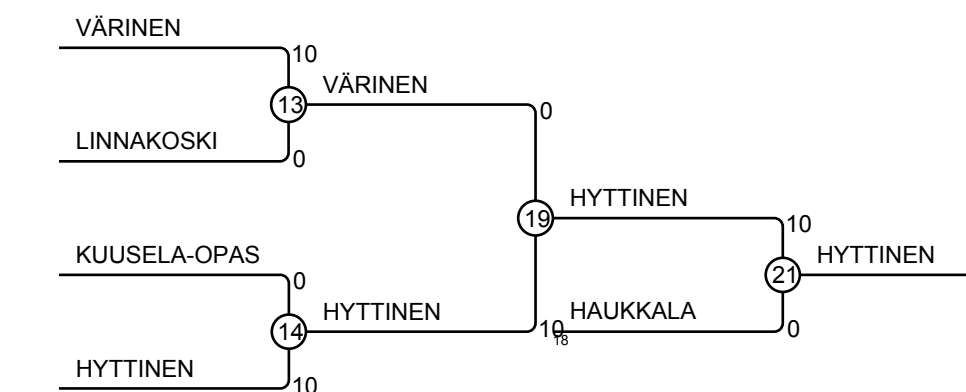 VÄRINEN
10
13
VÄRINEN
LINNAKOSKI
0
0
19
HYTTINEN
KUUSELA-OPAS
0
14
HYTTINEN
HYTTINEN
10
10
18
HAUKKALA
10
21
HYTTINEN
0